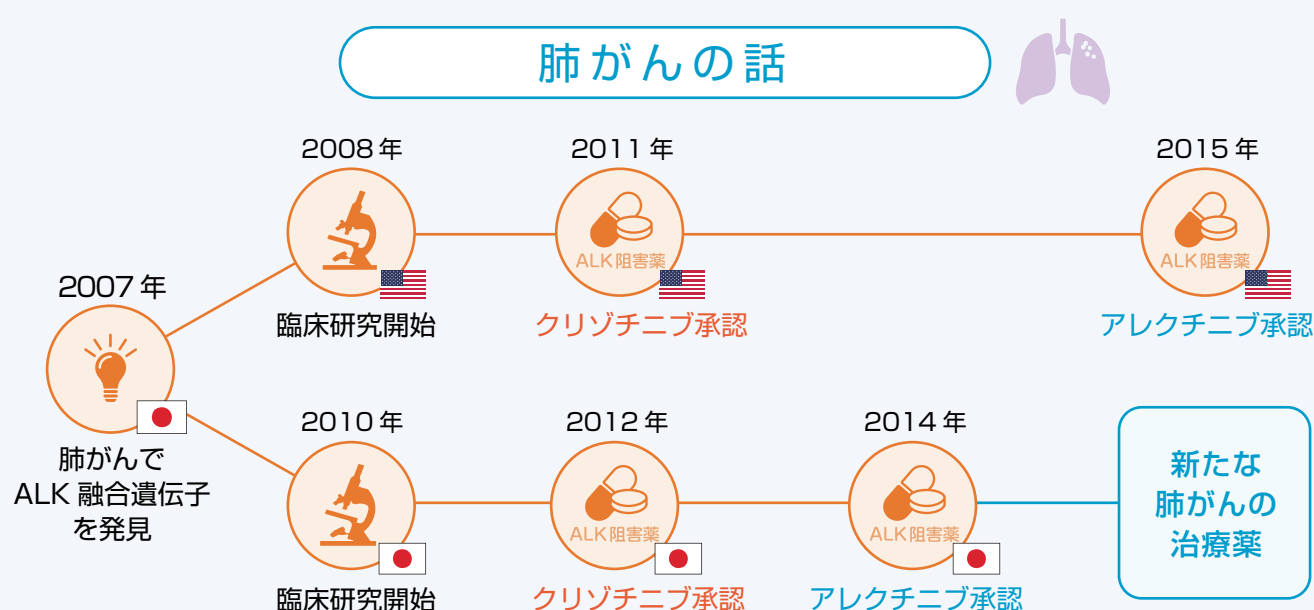 肺がんの話
2008年
2011年
2015年
ALK阻害薬
ALK阻害薬
2007年
臨床研究開始
クリゾチニブ承認
アレクチニブ承認
2010年
2012年
2014年
肺がんで
ALK 融合遺伝子
を発見
新たな
肺がんの
治療薬
ALK阻害薬
ALK阻害薬
臨床研究開始
クリゾチニブ承認
アレクチニブ承認